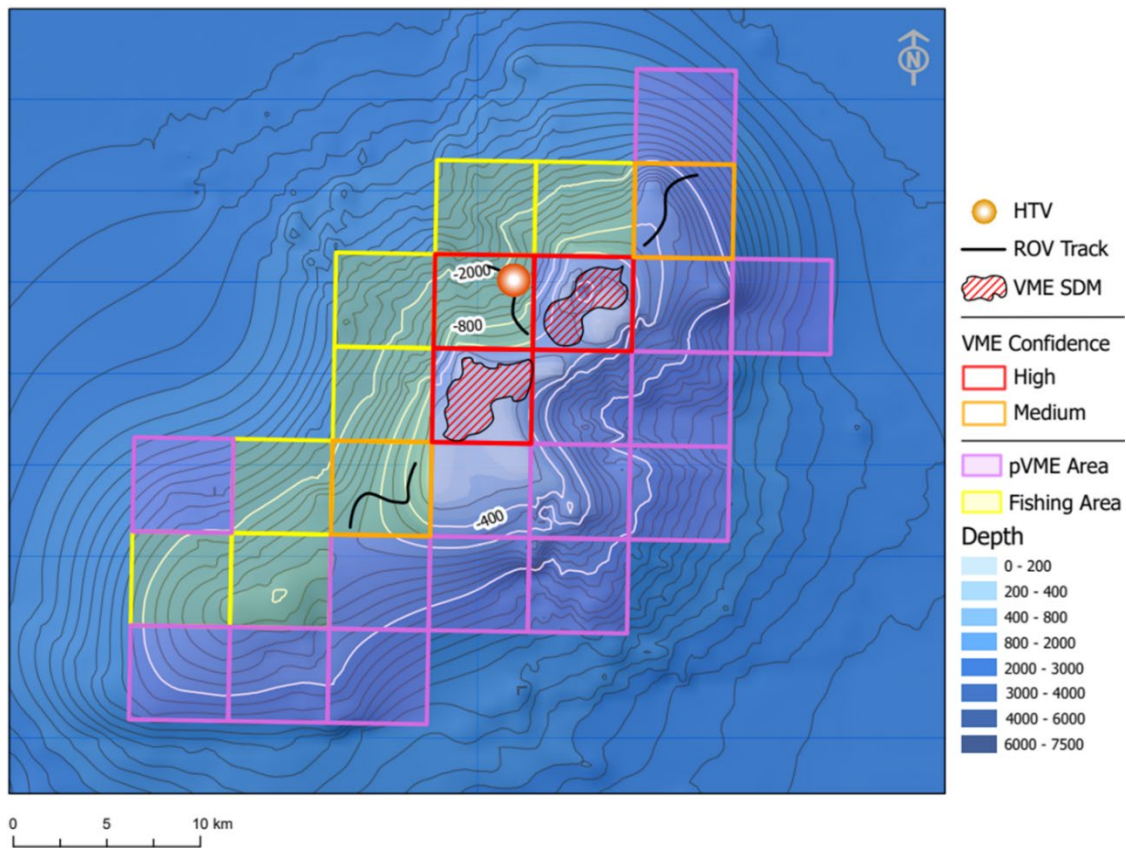 N
-2000
-800
-400
HTV
ROV Track
VME SDM
VME Confidence
High
Medium
pVME Area
Fishing Area
Depth
0 - 200
200 - 400
400 - 800
800 - 2000
2000 - 3000
3000 - 4000
4000 - 6000
6000 - 7500
0 5 10 km